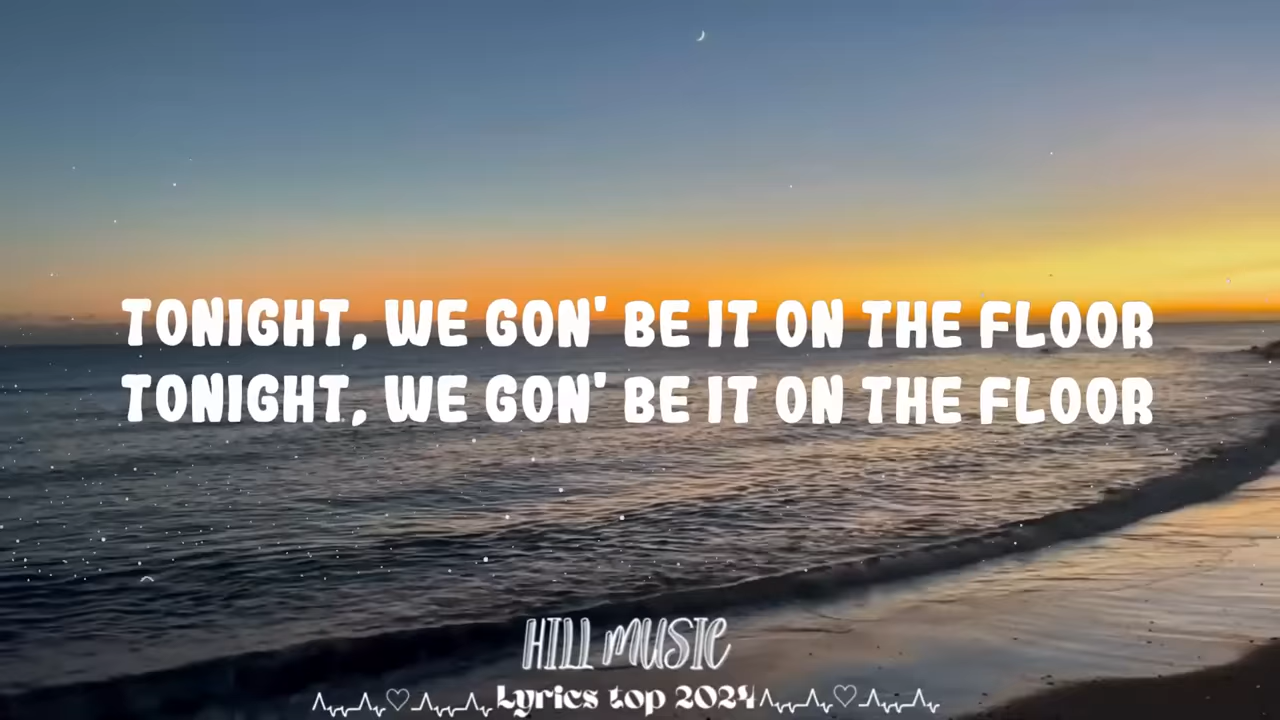 TONIGHT, WE GON' BE IT ON THE FLOOR
TONIGHT, WE GON' BE IT ON THE FLOOR
HILL MUSIC
Lyrics top 2024